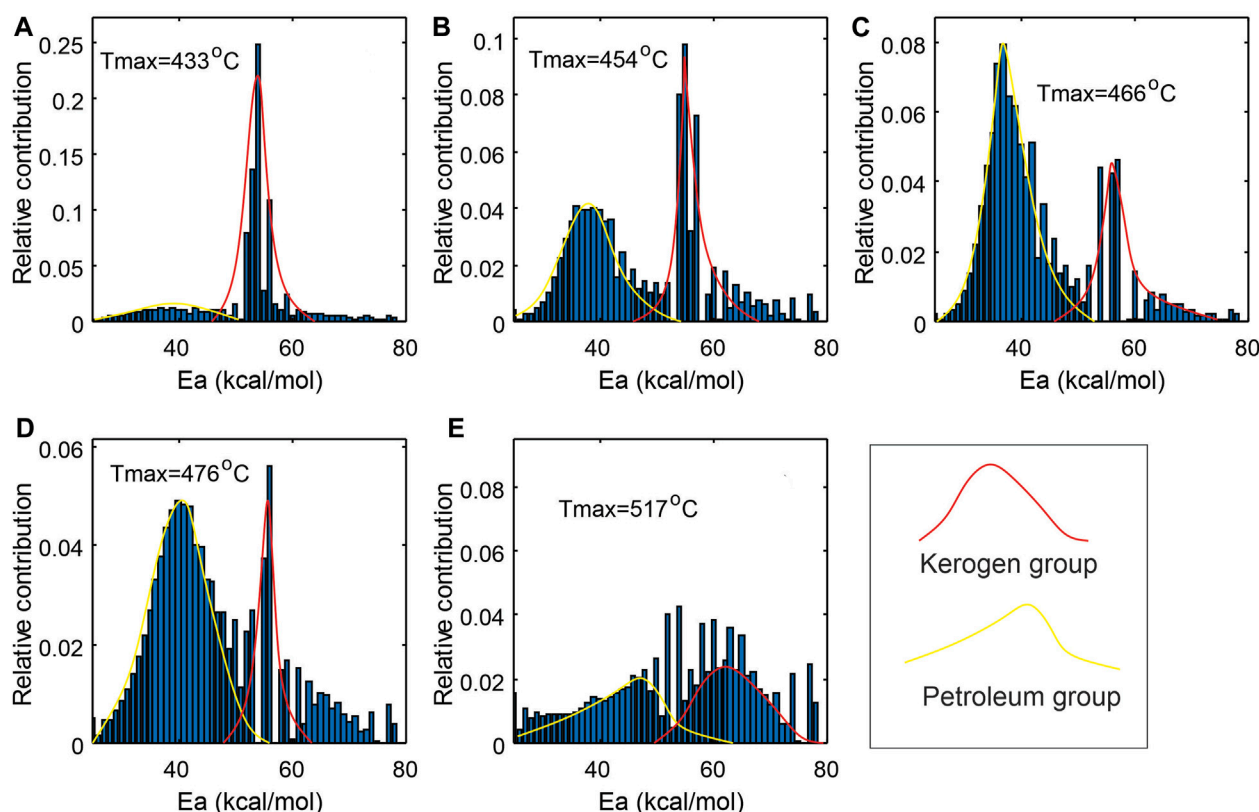 A
Tmax=433°C
Relative contribution
0.25
0.2
0.15
0.1
0.05
0
40
60
80
Ea (kcal/mol)
B
Tmax=454°C
Relative contribution
0.1
0.08
0.06
0.04
0.02
0
40
60
80
Ea (kcal/mol)
C
Tmax=466°C
Relative contribution
0.08
0.06
0.04
0.02
0
40
60
80
Ea (kcal/mol)
D
Tmax=476°C
Relative contribution
0.06
0.04
0.02
0
40
60
80
Ea (kcal/mol)
E
Tmax=517°C
Relative contribution
0.08
0.06
0.04
0.02
0
40
60
80
Ea (kcal/mol)
Kerogen group
Petroleum group